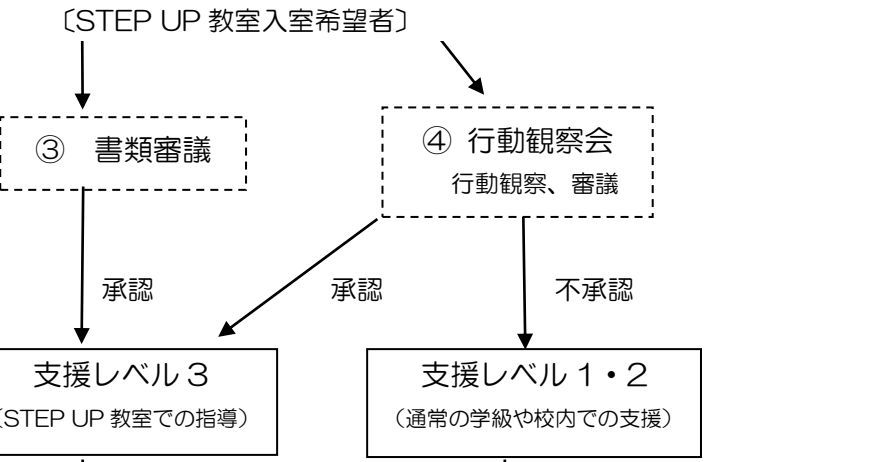 〔STEP UP 教室入室希望者〕
③ 書類審議
④ 行動観察会
行動観察、審議
承認
承認
不承認
支援レベル３
(STEP UP 教室での指導）
支援レベル１・２
（通常の学級や校内での支援）